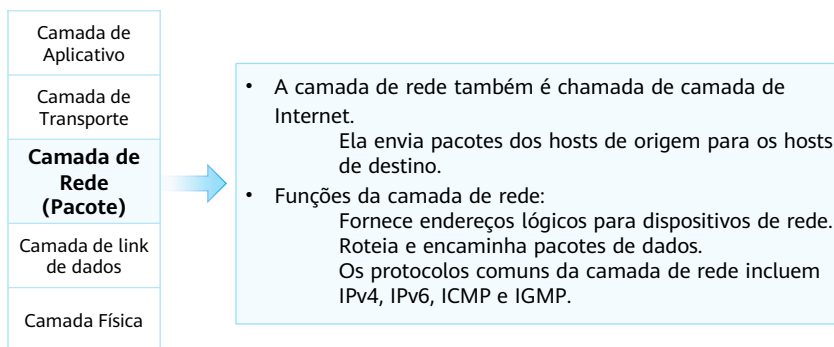 Camada de
Aplicativo
Camada de
Transporte
Camada de
Rede
(Pacote)
Camada de link
de dados
Camada Física
• A camada de rede também é chamada de camada de
Internet.
Ela envia pacotes dos hosts de origem para os hosts
de destino.
• Funções da camada de rede:
Fornece endereços lógicos para dispositivos de rede.
Roteia e encaminha pacotes de dados.
Os protocolos comuns da camada de rede incluem
IPv4, IPv6, ICMP e IGMP.